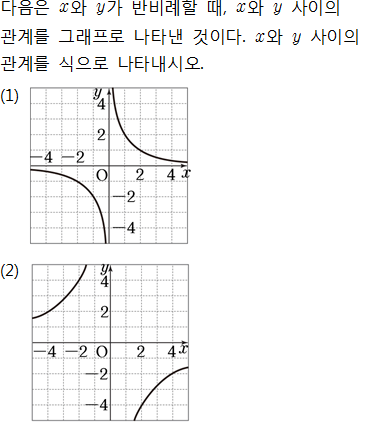 다음은 x와 y가 반비례할 때, x와 y 사이의
관계를 그래프로 나타낸 것이다. x와 y 사이의
관계를 식으로 나타내시오.
(1)
y
4
2
−4 −2 O 2 4 x
−2
−4
(2)
y
4
2
−4 −2 O 2 4 x
−2
−4